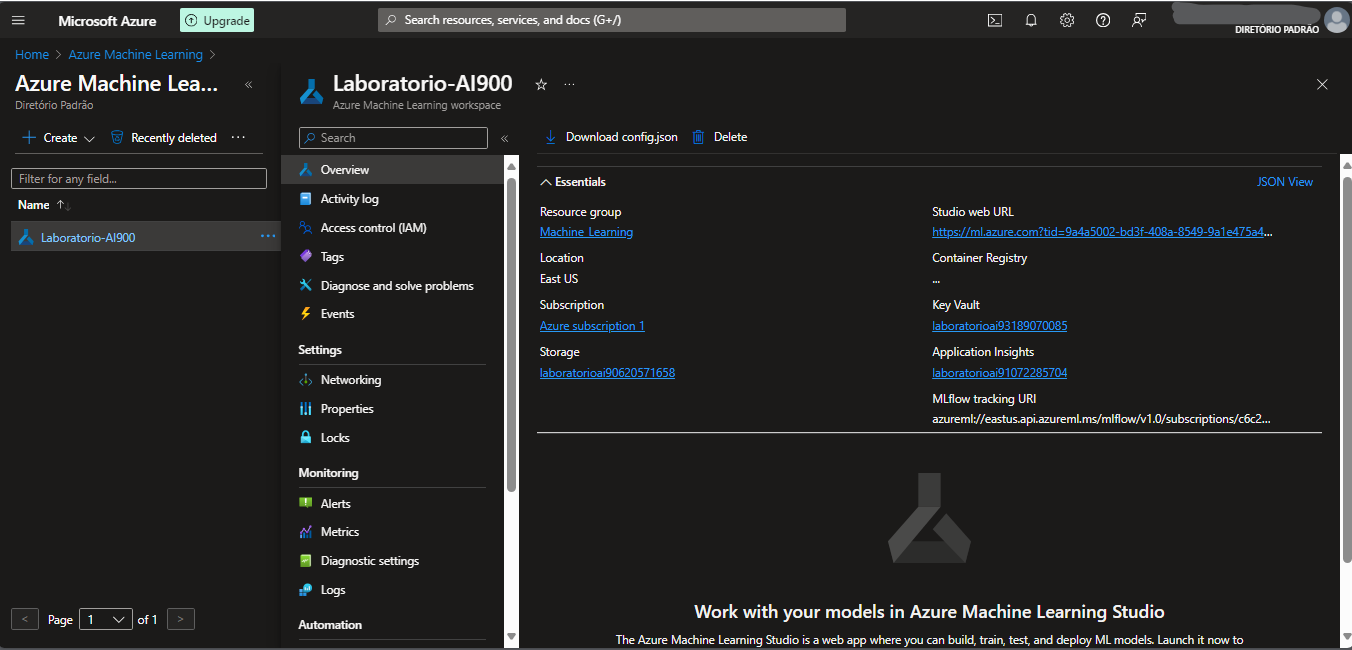 Microsoft Azure
Upgrade
Search resources, services, and docs (G+/)
DIRETÓRIO PADRÃO
Home > Azure Machine Learning >
Azure Machine Lea...
Diretório Padrão
Create
Recently deleted
Filter for any field...
Name
Laboratorio-AI900
Page 1 of 1
Laboratorio-AI900
Azure Machine Learning workspace
Search
Overview
Activity log
Access control (IAM)
Tags
Diagnose and solve problems
Events
Settings
Networking
Properties
Locks
Monitoring
Alerts
Metrics
Diagnostic settings
Logs
Automation
Download config.json
Delete
Essentials
JSON View
Resource group
Machine_Learning
Location
East US
Subscription
Azure subscription 1
Storage
laboratorioai90620571658
Studio web URL
https://ml.azure.com?tid=9a4a5002-bd3f-408a-8549-9a1e475a4...
Container Registry
...
Key Vault
laboratorioai93189070085
Application Insights
laboratorioai91072285704
MLflow tracking URI
azureml://eastus.api.azureml.ms/mlflow/v1.0/subscriptions/c6c2...
Work with your models in Azure Machine Learning Studio
The Azure Machine Learning Studio is a web app where you can build, train, test, and deploy ML models. Launch it now to